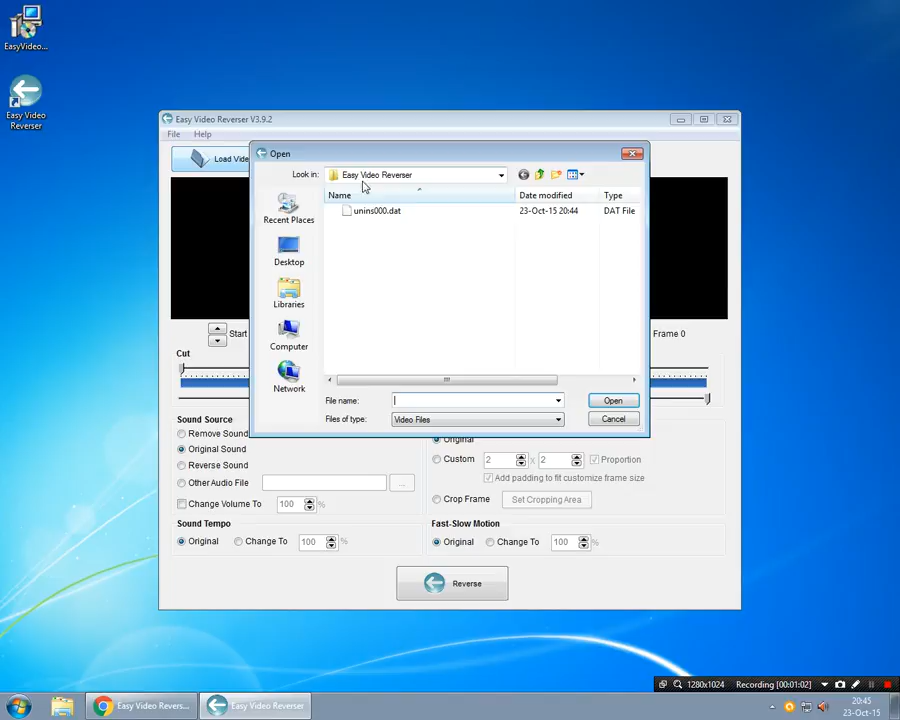 EasyVideo...
Easy Video
Reverser
Easy Video Reverser V3.9.2
File Help
Load Vide
Open
Look in: Easy Video Reverser
Name Date modified Type
unins000.dat 23-Oct-15 20:44 DAT File
Recent Places
Desktop
Libraries
Computer
Network
File name: Open
Files of type: Video Files Cancel
Start Frame 0
Cut
Sound Source
Remove Sound Original
Original Sound Custom 2 x 2 Proportion
Reverse Sound Add padding to fit customize frame size
Other Audio File ...
Change Volume To 100 % Crop Frame Set Cropping Area
Sound Tempo Fast-Slow Motion
Original Change To 100 % Original Change To 100 %
Reverse
1280x1024 Recording [00:01:02]
Easy Video Revers... Easy Video Reverser
20:45
23-Oct-15